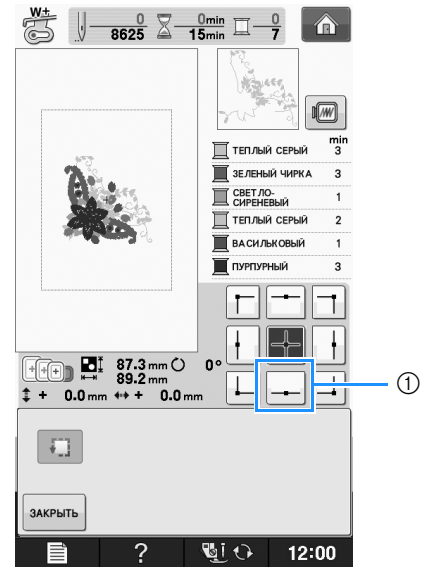 W+
0
8625
0min
15min
0
7
min
ТЕПЛЫЙ СЕРЫЙ 3
ЗЕЛЕНЫЙ ЧИРКА 3
СВЕТЛО-
СИРЕНЕВЫЙ 1
ТЕПЛЫЙ СЕРЫЙ 2
ВАСИЛЬКОВЫЙ 1
ПУРПУРНЫЙ 3
87.3 mm 0°
89.2 mm
+ 0.0 mm + 0.0 mm
①
ЗАКРЫТЬ
? 12:00